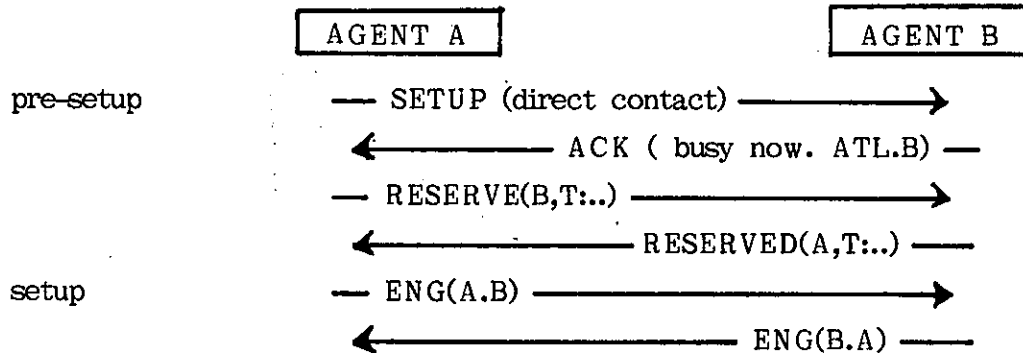 AGENT A AGENT B
pre-setup SETUP (direct contact)
ACK ( busy now. ATL.B)
RESERVE(B,T:..)
RESERVED(A,T:..)
setup ENG(A.B)
ENG(B.A)